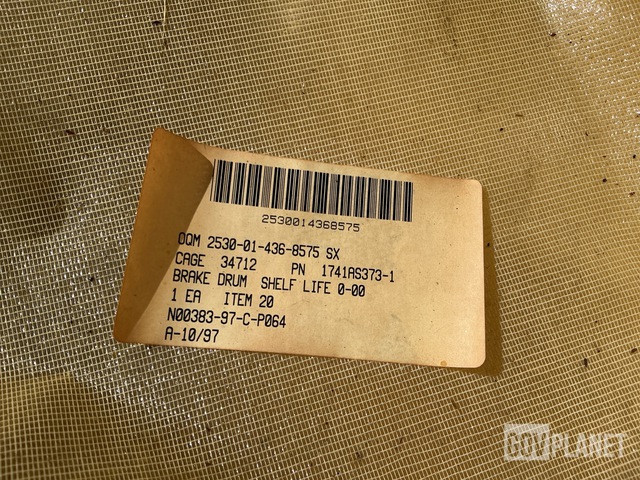 2530014368575
OQM 2530-01-436-8575 SX
CAGE 34712 PN 1741AS373-1
BRAKE DRUM SHELF LIFE 0-00
1 EA ITEM 20
N00383-97-C-P064
A-10/97
GOVPLANET